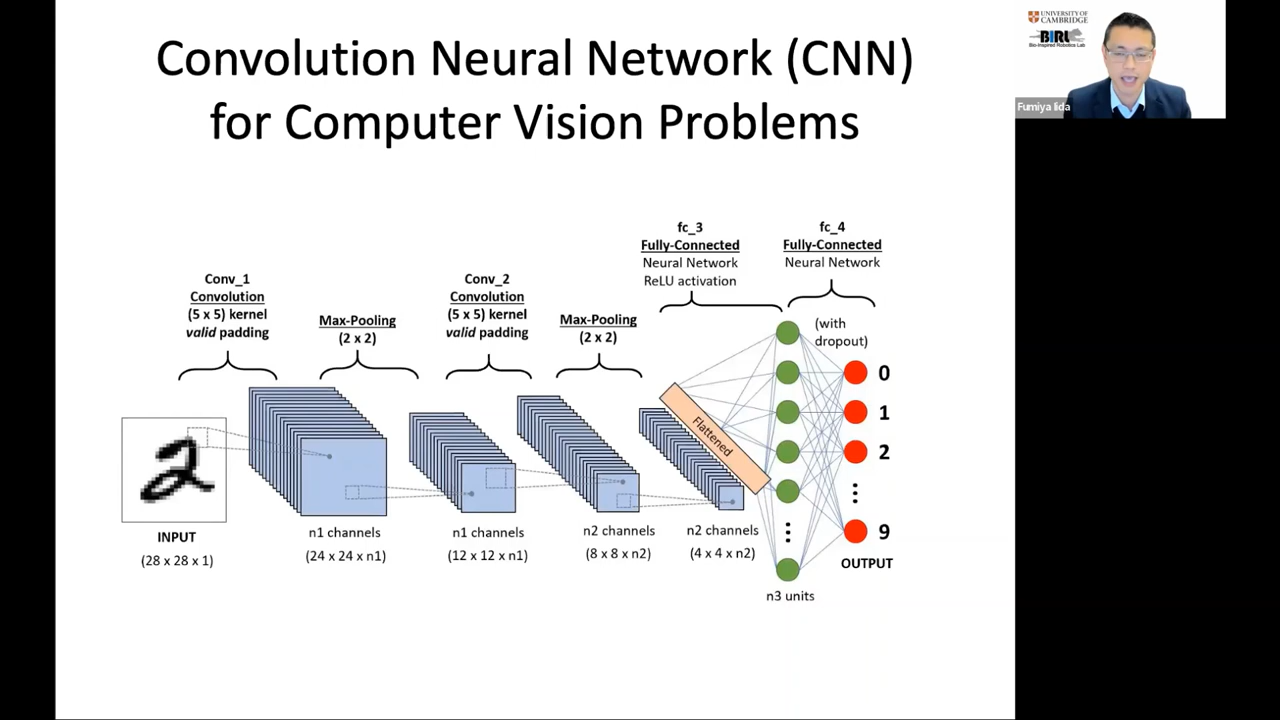 Convolution Neural Network (CNN)
for Computer Vision Problems
UNIVERSITY OF
CAMBRIDGE
BIRL
Bio-Inspired Robotics Lab
Fumiya Iida
Conv_1
Convolution
(5 x 5) kernel
valid padding
Max-Pooling
(2 x 2)
Conv_2
Convolution
(5 x 5) kernel
valid padding
Max-Pooling
(2 x 2)
fc_3
Fully-Connected
Neural Network
ReLU activation
fc_4
Fully-Connected
Neural Network
(with
dropout)
Flattened
2
0
1
2
9
INPUT
(28 x 28 x 1)
n1 channels
(24 x 24 x n1)
n1 channels
(12 x 12 x n1)
n2 channels
(8 x 8 x n2)
n2 channels
(4 x 4 x n2)
n3 units
OUTPUT